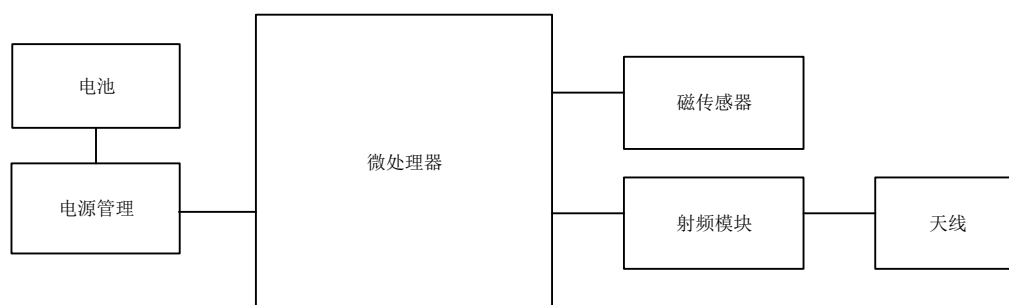 电池
磁传感器
微处理器
电源管理
射频模块
天线